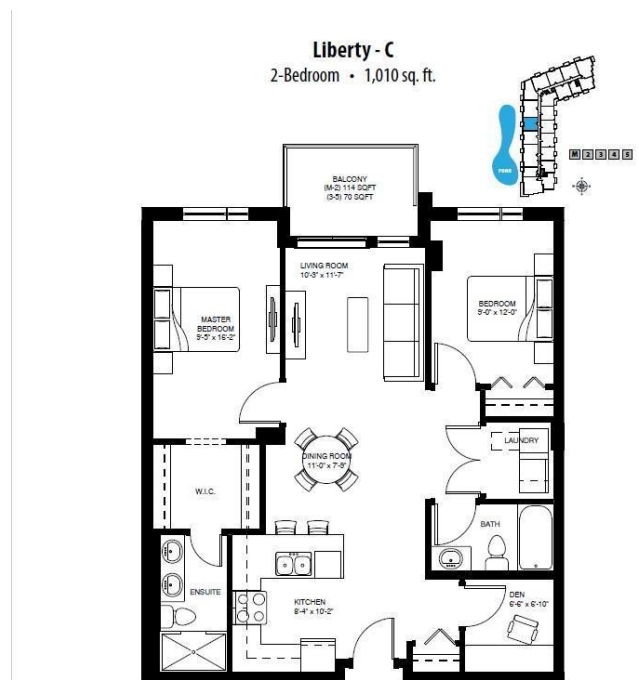 Liberty - C
2-Bedroom • 1,010 sq. ft.
M 2 3 4 5
BALCONY
(M-2) 114 SQFT
(3-5) 70 SQFT
LIVING ROOM
10'-3" x 11'-7"
MASTER
BEDROOM
9'-3" x 16'-2"
BEDROOM
9'-0" x 12'-0"
LAUNDRY
DINING ROOM
11'-0" x 7'-8"
W.I.C.
BATH
ENSUITE
KITCHEN
8'-4" x 10'-2"
DEN
6'-6" x 6'-10"